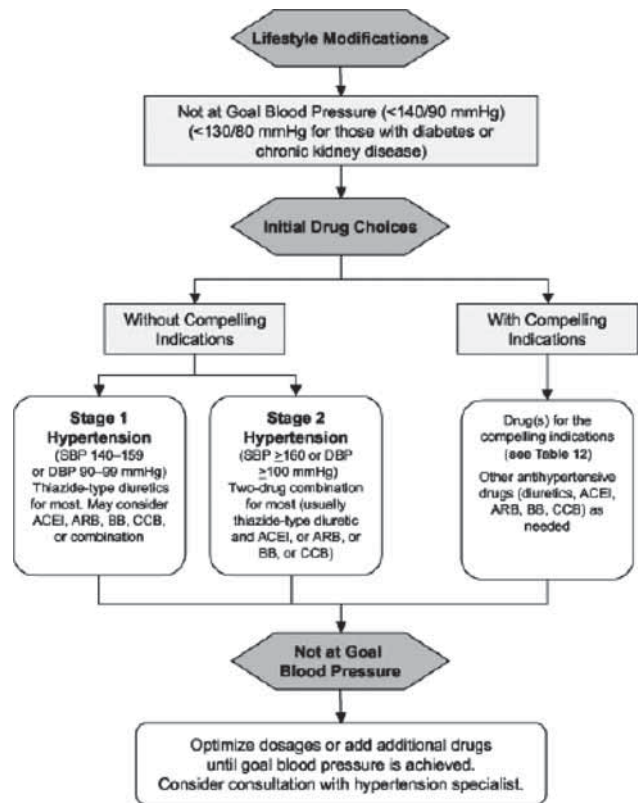 Lifestyle Modifications
Not at Goal Blood Pressure (<140/90 mmHg)
(<130/80 mmHg for those with diabetes or
chronic kidney disease)
Initial Drug Choices
Without Compelling
Indications
With Compelling
Indications
Stage 1
Hypertension
(SBP 140–159
or DBP 90–99 mmHg)
Thiazide-type diuretics
for most. May consider
ACEI, ARB, BB, CCB,
or combination
Stage 2
Hypertension
(SBP ≥160 or DBP
≥100 mmHg)
Two-drug combination
for most (usually
thiazide-type diuretic
and ACEI, or ARB, or
BB, or CCB)
Drug(s) for the
compelling indications
(see Table 12)
Other antihypertensive
drugs (diuretics, ACEI,
ARB, BB, CCB) as
needed
Not at Goal
Blood Pressure
Optimize dosages or add additional drugs
until goal blood pressure is achieved.
Consider consultation with hypertension specialist.